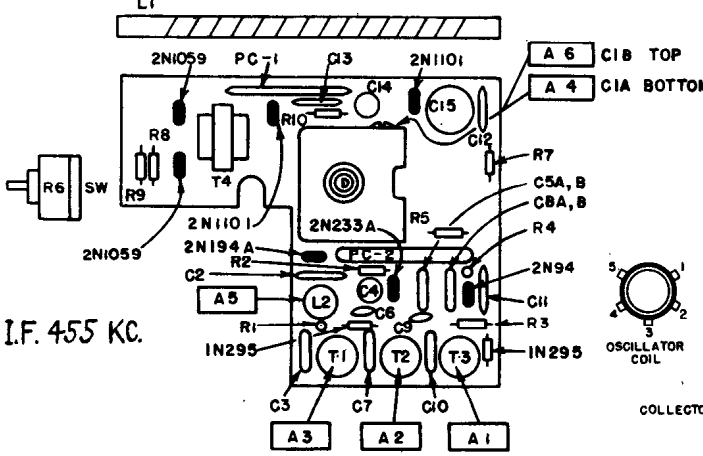 L1
2N1059 PC-1 C13 2N1101 A 6 C1B TOP
A 4 C1A BOTTOM
C14
C15
R10
R8 C12
R7
R6 SW R9 T4 D
C5A, B
2N1101 2N233A R5 C8A, B
2N1059 2N194A R4
R2 PC-2 2N94
C2
A5 L2 C4 C6 C11
5 1
4 2
3
I.F. 455 KC.
R1 C9 R3
OSCILLATOR
COIL
1N295 T1 T2 T3 1N295
C3 C7 C10
A 3 A 2 A 1
COLLECTO